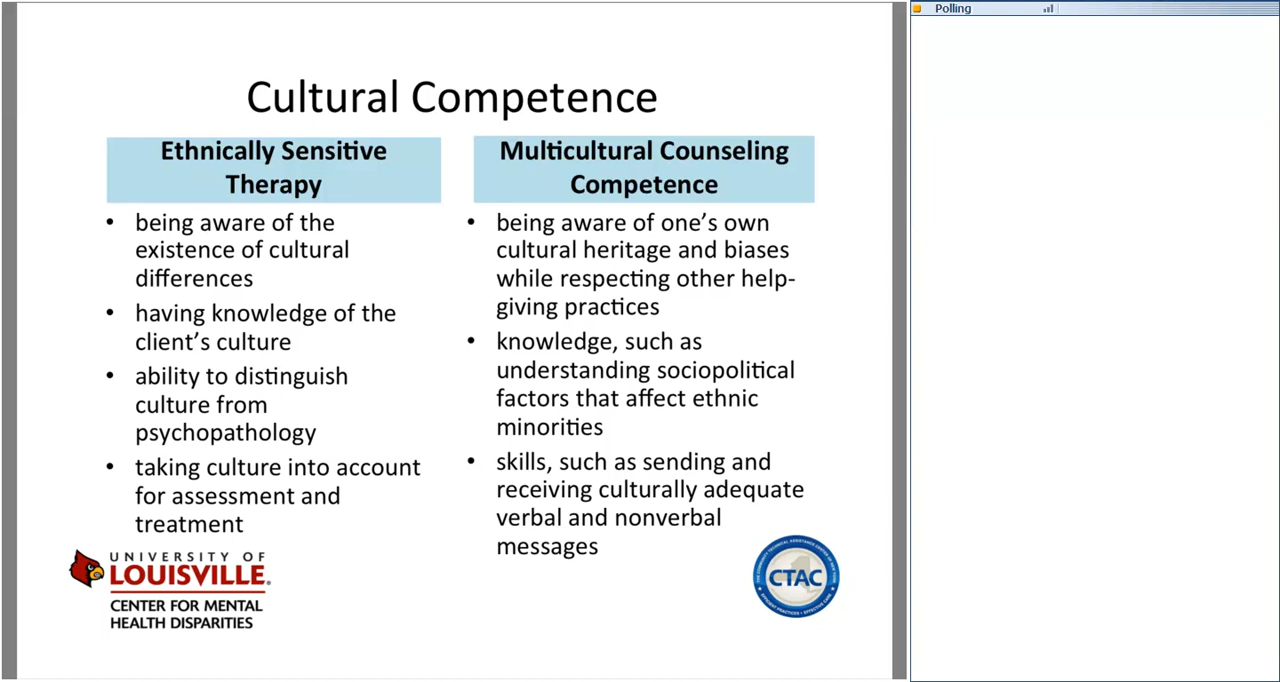 Polling
Cultural Competence
Ethnically Sensitive
Therapy
• being aware of the
existence of cultural
differences
• having knowledge of the
client's culture
• ability to distinguish
culture from
psychopathology
• taking culture into account
for assessment and
treatment
Multicultural Counseling
Competence
• being aware of one's own
cultural heritage and biases
while respecting other help-
giving practices
• knowledge, such as
understanding sociopolitical
factors that affect ethnic
minorities
• skills, such as sending and
receiving culturally adequate
verbal and nonverbal
messages
UNIVERSITY OF
LOUISVILLE.
CENTER FOR MENTAL
HEALTH DISPARITIES
CTAC